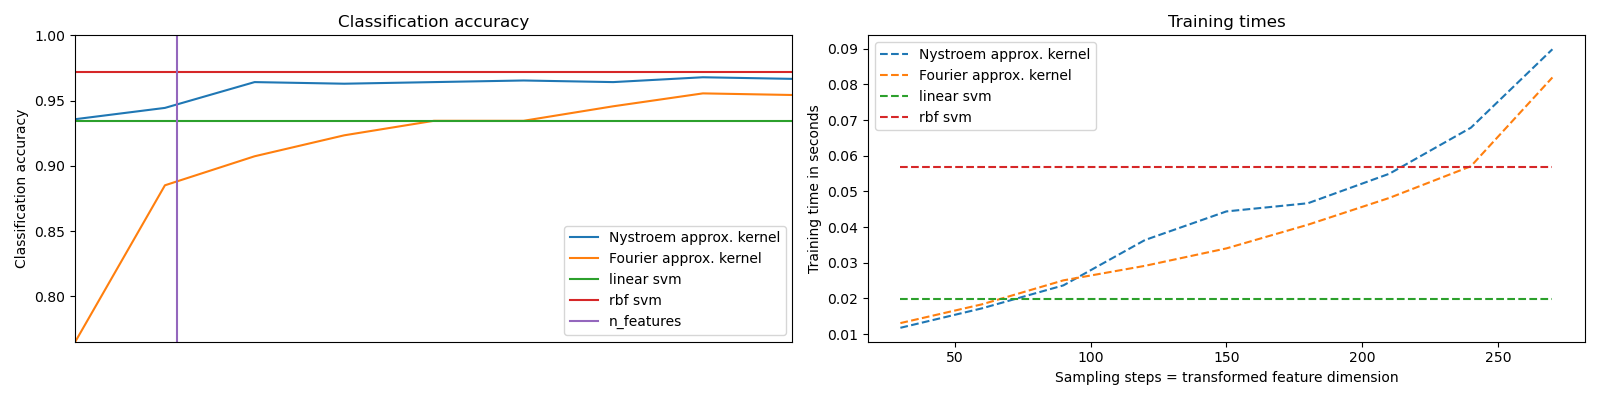 Classification accuracy
Classification accuracy
1.00
0.95
0.90
0.85
0.80
Nystroem approx. kernel
Fourier approx. kernel
linear svm
rbf svm
n_features
Training times
Training time in seconds
0.09
0.08
0.07
0.06
0.05
0.04
0.03
0.02
0.01
Nystroem approx. kernel
Fourier approx. kernel
linear svm
rbf svm
50
100
150
200
250
Sampling steps = transformed feature dimension